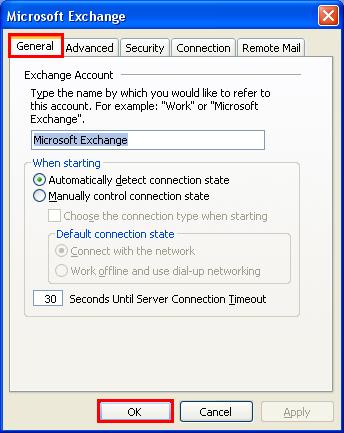 Microsoft Exchange
General Advanced Security Connection Remote Mail
Exchange Account
Type the name by which you would like to refer to
this account. For example: "Work" or "Microsoft
Exchange".
Microsoft Exchange
When starting
Automatically detect connection state
Manually control connection state
Choose the connection type when starting
Default connection state
Connect with the network
Work offline and use dial-up networking
30 Seconds Until Server Connection Timeout
OK Cancel Apply